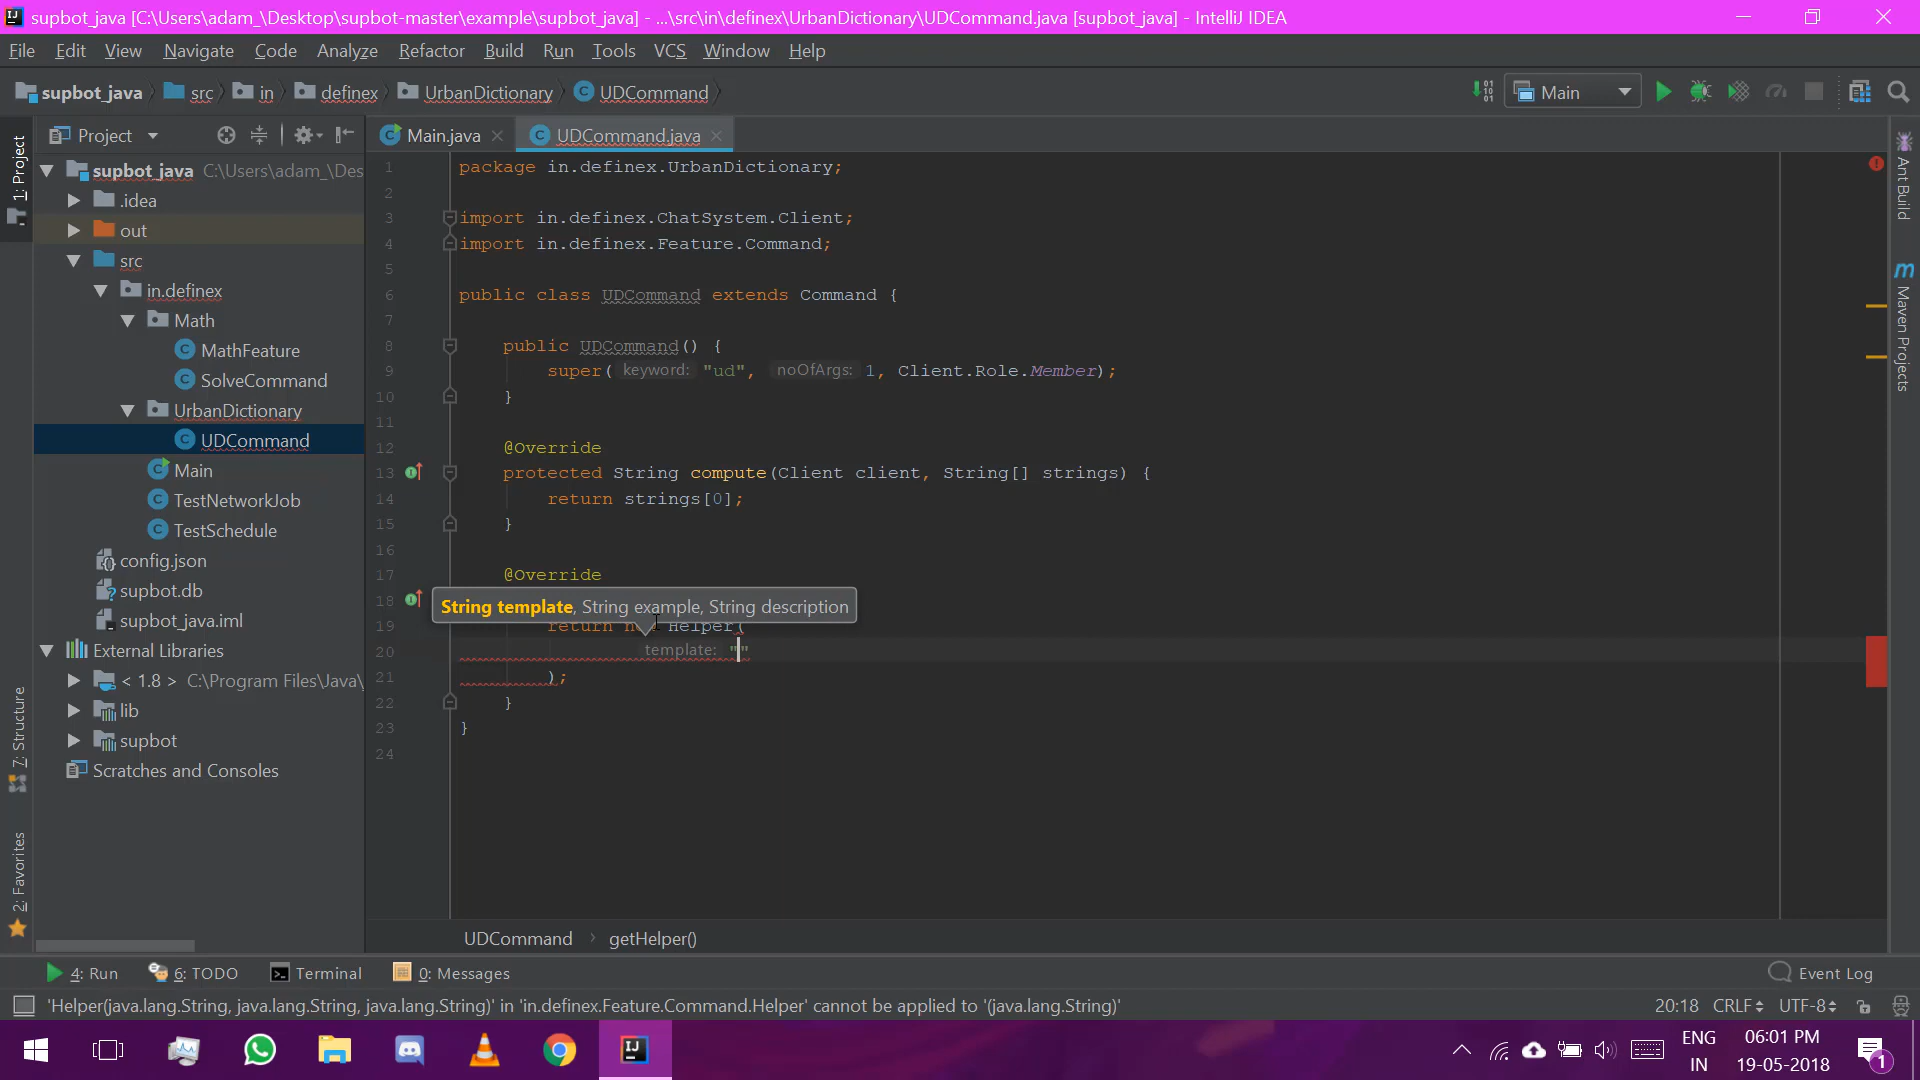 supbot_java [C:\Users\adam_\Desktop\supbot-master\example\supbot_java] - ...\src\in\definex\UrbanDictionary\UDCommand.java [supbot_java] - IntelliJ IDEA
File Edit View Navigate Code Analyze Refactor Build Run Tools VCS Window Help
supbot_java src in definex UrbanDictionary UDCommand Main
Project Main.java UDCommand.java
1: Project
7: Structure
2: Favorites
supbot_java C:\Users\adam_\Des
.idea
out
src
in.definex
Math
MathFeature
SolveCommand
UrbanDictionary
UDCommand
Main
TestNetworkJob
TestSchedule
config.json
supbot.db
supbot_java.iml
External Libraries
< 1.8 > C:\Program Files\Java\
lib
supbot
Scratches and Consoles
1 package in.definex.UrbanDictionary;
2
3 import in.definex.ChatSystem.Client;
4 import in.definex.Feature.Command;
5
6 public class UDCommand extends Command {
7
8 public UDCommand() {
9 super( keyword: "ud", noOfArgs: 1, Client.Role.Member);
10 }
11
12 @Override
13 protected String compute(Client client, String[] strings) {
14 return strings[0];
15 }
16
17 @Override
18 String template, String example, String description
19 return Helper(
20 template: ""
21 );
22 }
23 }
24
Ant Build
Maven Projects
UDCommand getHelper()
4: Run 6: TODO Terminal 0: Messages Event Log
'Helper(java.lang.String, java.lang.String, java.lang.String)' in 'in.definex.Feature.Command.Helper' cannot be applied to '(java.lang.String)' 20:18 CRLF UTF-8
ENG
IN
06:01 PM
19-05-2018
1